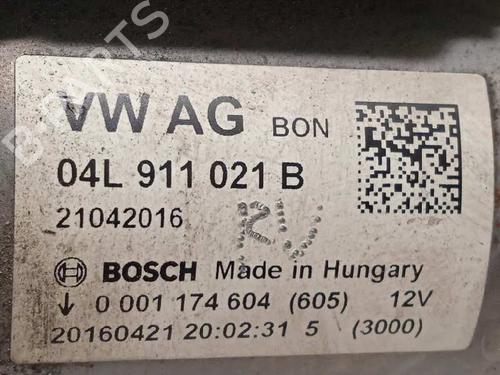 B-PARTS
VW AG BON
04L 911 021 B
21042016
BOSCH Made in Hungary
↓ 0 001 174 604 (605) 12V
20160421 20:02:31 5 (3000)